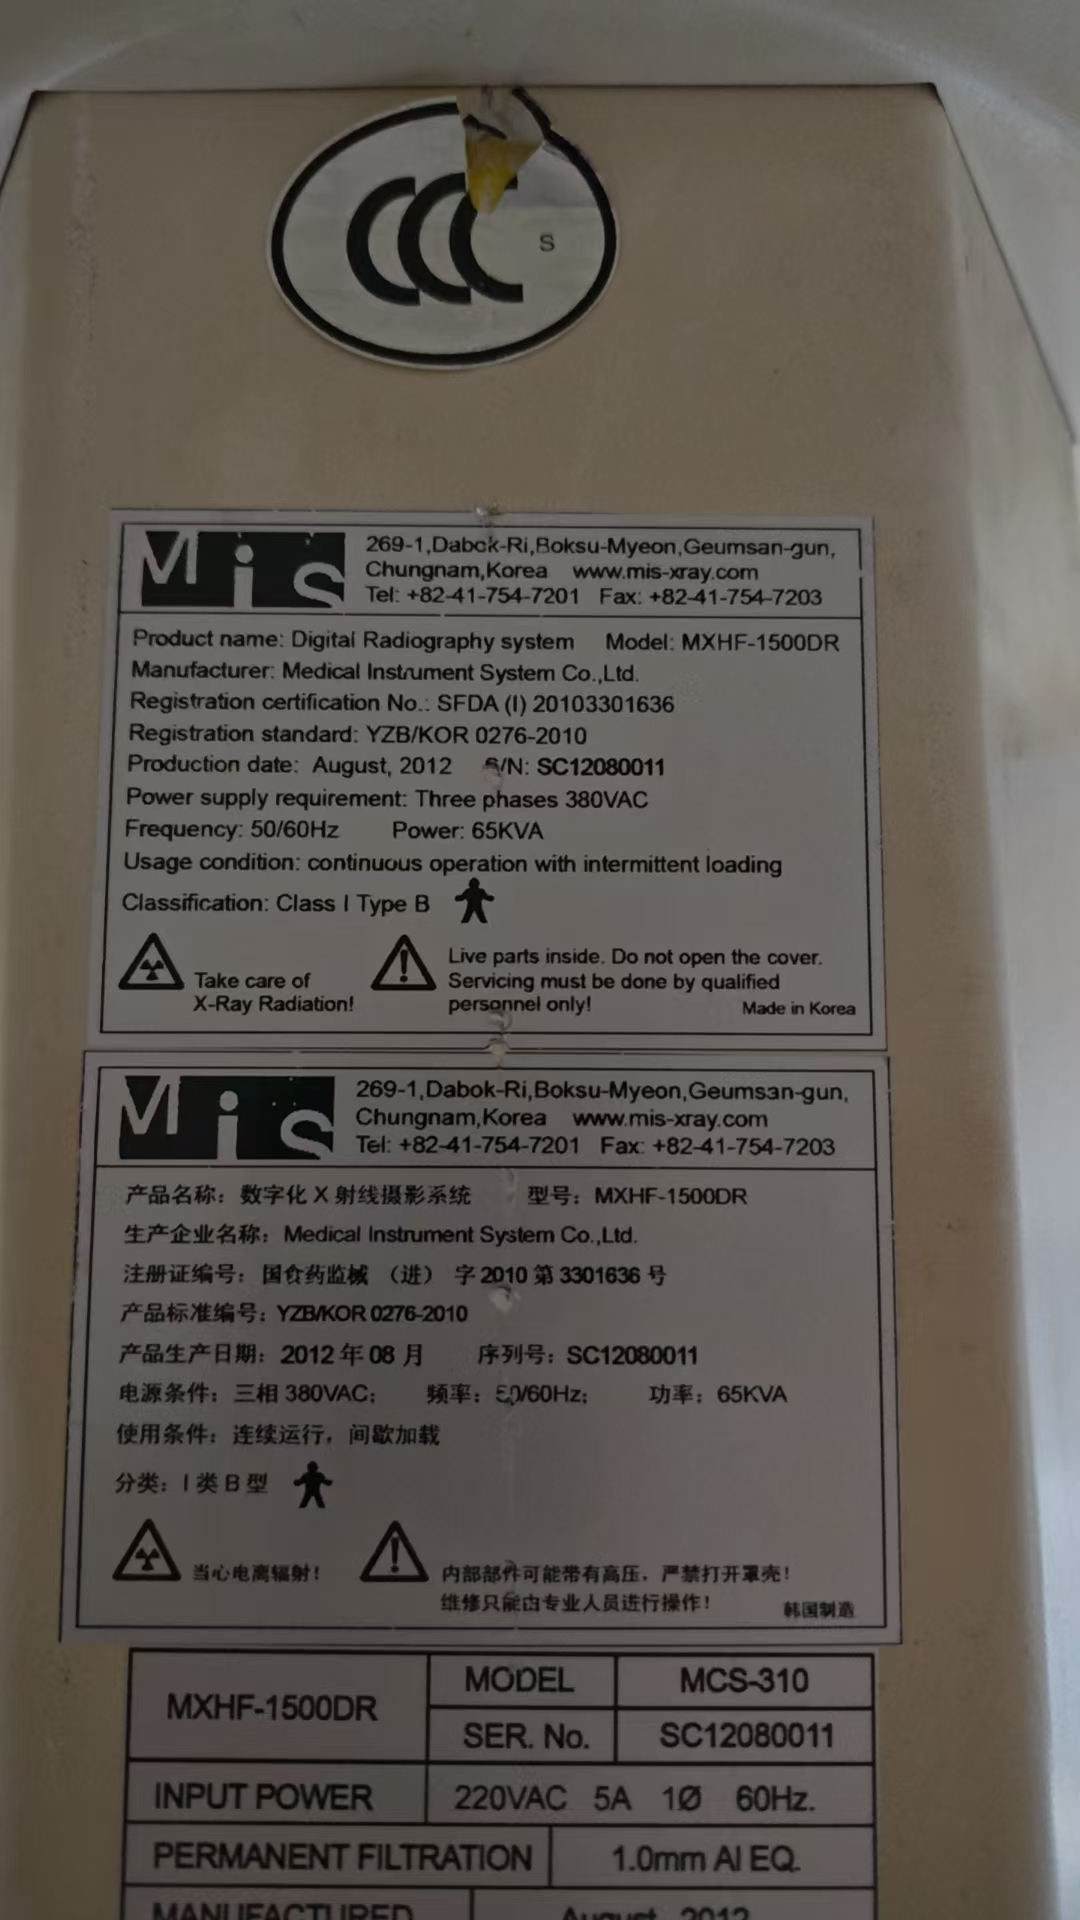 CCC S
MIS
269-1,Dabok-Ri,Boksu-Myeon,Geumsan-gun,
Chungnam,Korea www.mis-xray.com
Tel: +82-41-754-7201 Fax: +82-41-754-7203
Product name: Digital Radiography system Model: MXHF-1500DR
Manufacturer: Medical Instrument System Co.,Ltd.
Registration certification No.: SFDA (I) 20103301636
Registration standard: YZB/KOR 0276-2010
Production date: August, 2012 S/N: SC12080011
Power supply requirement: Three phases 380VAC
Frequency: 50/60Hz Power: 65KVA
Usage condition: continuous operation with intermittent loading
Classification: Class I Type B
Take care of
X-Ray Radiation!
Live parts inside. Do not open the cover.
Servicing must be done by qualified
personnel only!
Made in Korea
MIS
269-1,Dabok-Ri,Boksu-Myeon,Geumsan-gun,
Chungnam,Korea www.mis-xray.com
Tel: +82-41-754-7201 Fax: +82-41-754-7203
产品名称：数字化 X 射线摄影系统 型号：MXHF-1500DR
生产企业名称：Medical Instrument System Co.,Ltd.
注册证编号：国食药监械（进）字 2010 第 3301636 号
产品标准编号：YZB/KOR 0276-2010
产品生产日期：2012 年 08 月 序列号：SC12080011
电源条件：三相 380VAC； 频率：50/60Hz； 功率：65KVA
使用条件：连续运行，间歇加载
分类：I 类 B 型
当心电离辐射！
内部部件可能带有高压，严禁打开罩壳！
维修只能由专业人员进行操作！
韩国制造
MXHF-1500DR
MODEL MCS-310
SER. No. SC12080011
INPUT POWER 220VAC 5A 1Ø 60Hz.
PERMANENT FILTRATION 1.0mm Al EQ.
MANUFACTURED August, 2012